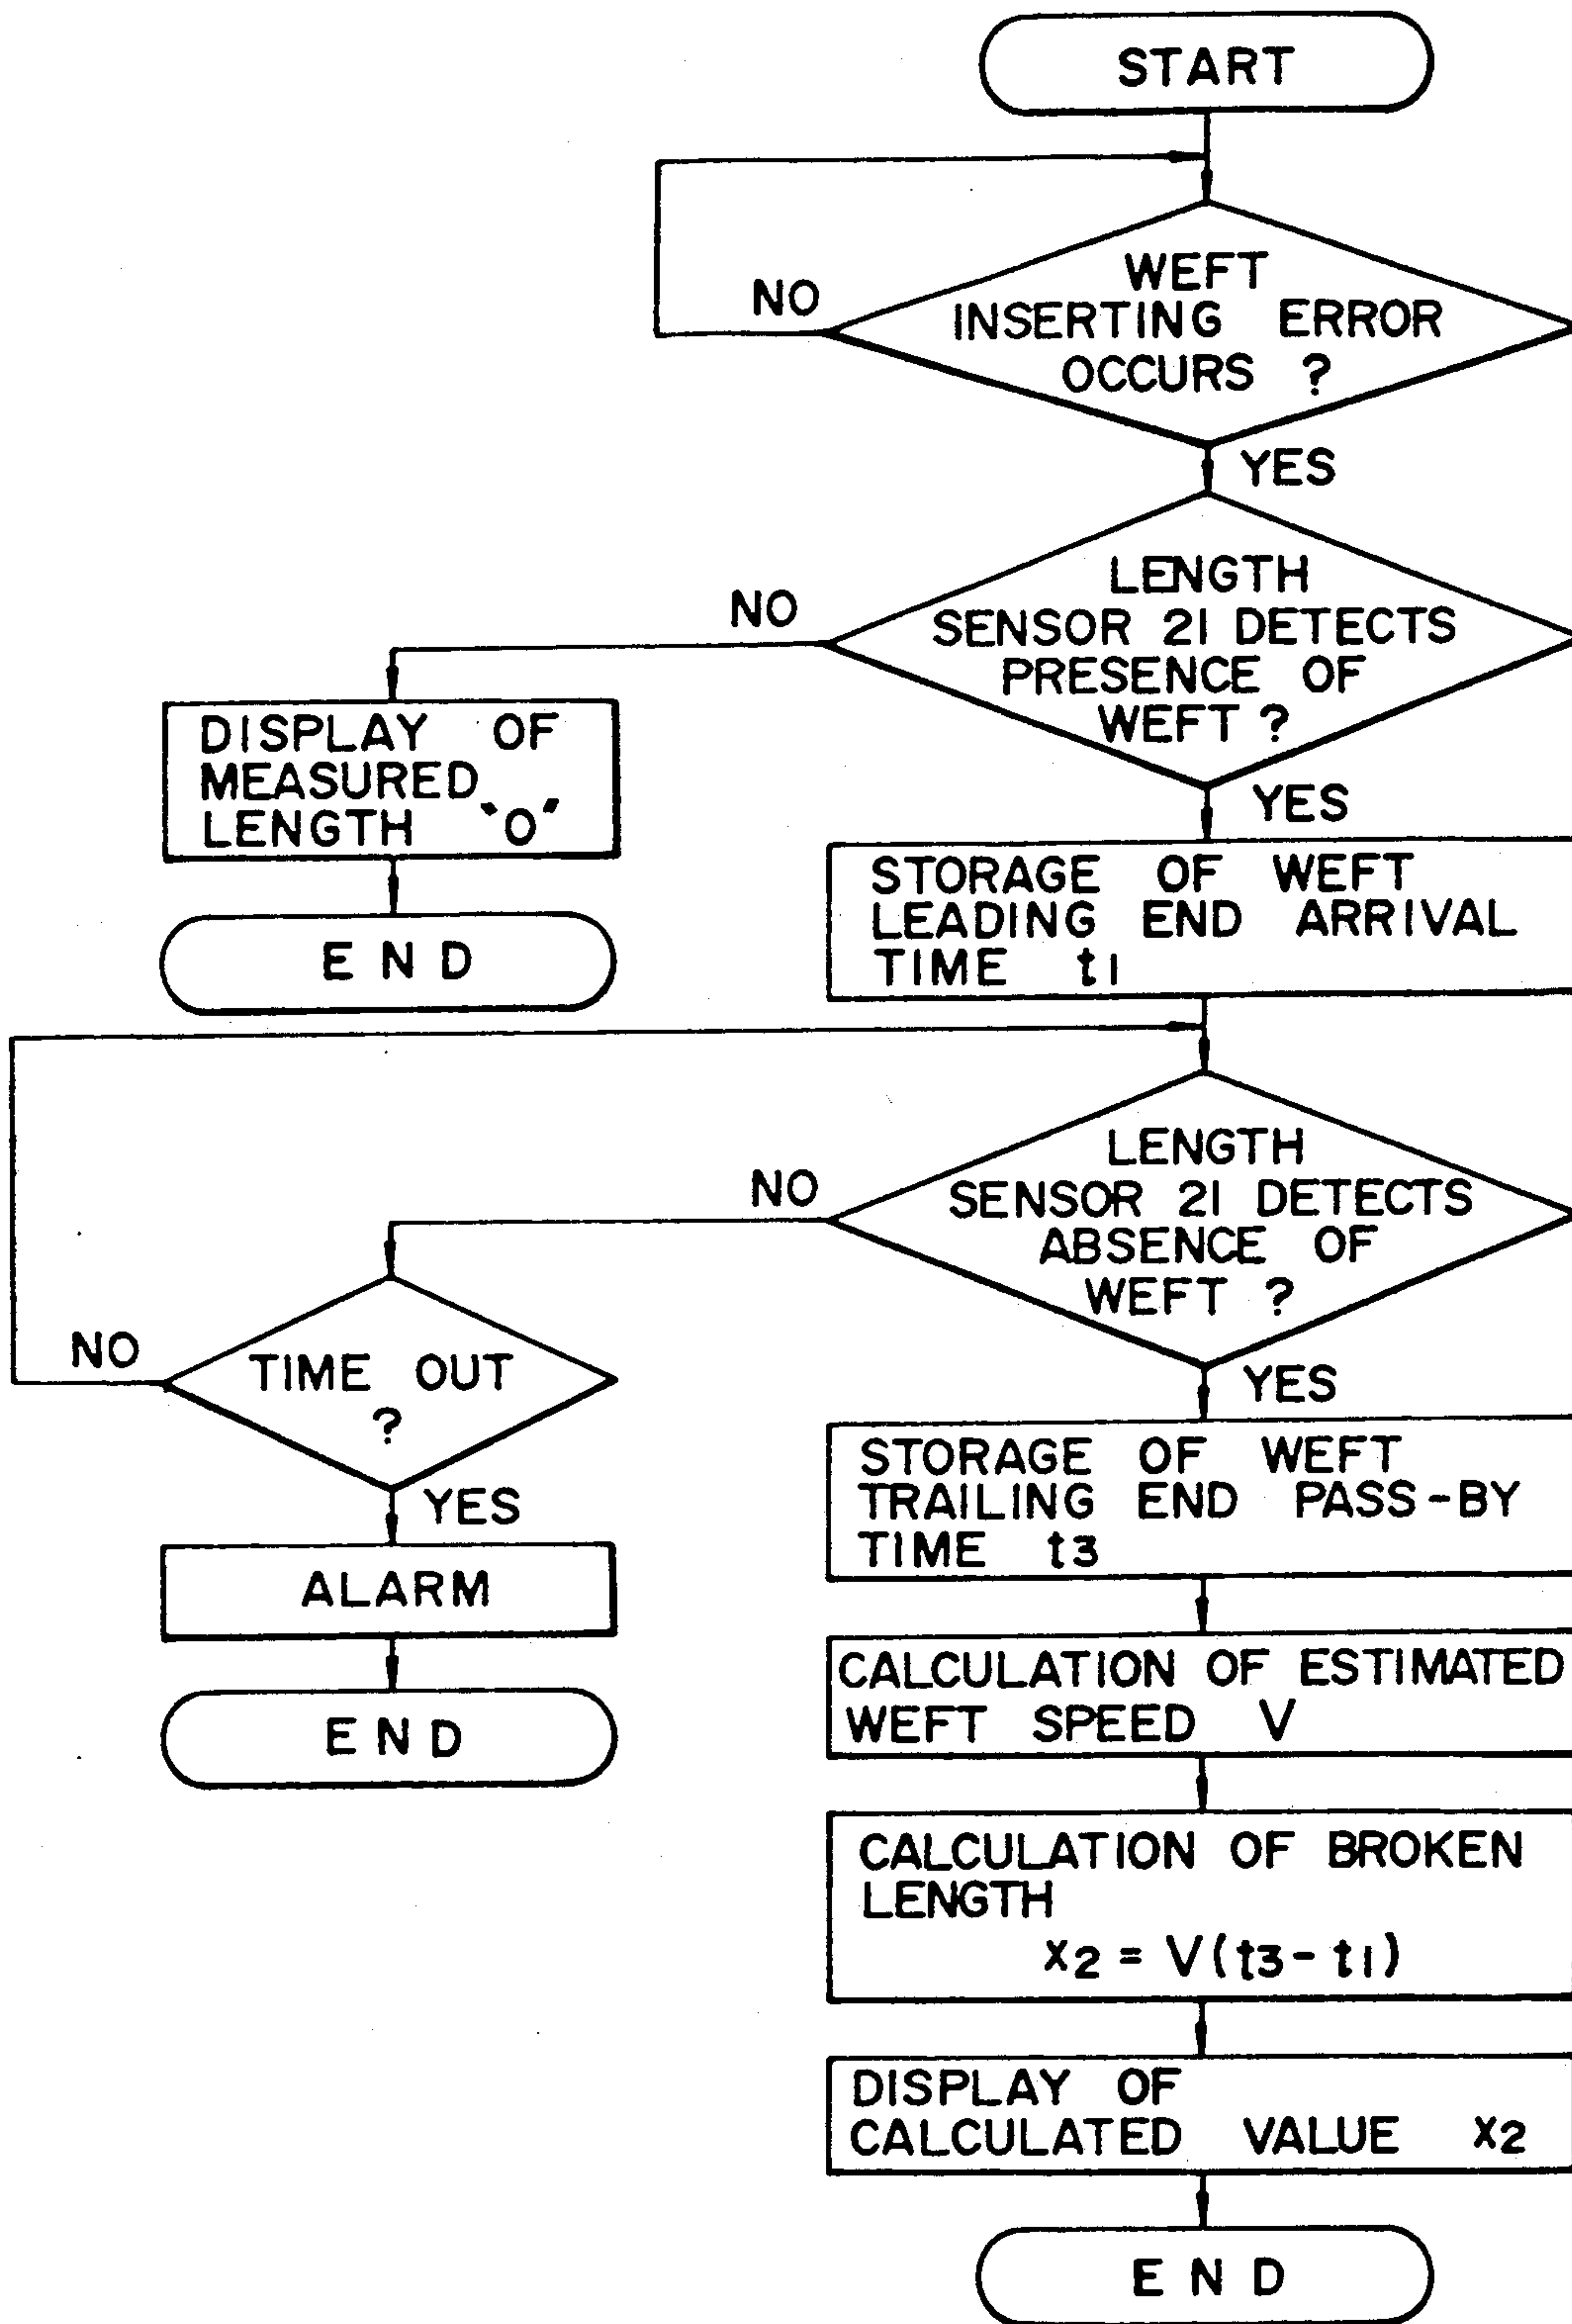 START
WEFT
INSERTING ERROR
OCCURS ?
NO
YES
LENGTH
SENSOR 21 DETECTS
PRESENCE OF
WEFT ?
NO
DISPLAY OF
MEASURED
LENGTH "0"
END
YES
STORAGE OF WEFT
LEADING END ARRIVAL
TIME t1
LENGTH
SENSOR 21 DETECTS
ABSENCE OF
WEFT ?
NO
TIME OUT
?
NO
YES
ALARM
END
YES
STORAGE OF WEFT
TRAILING END PASS-BY
TIME t3
CALCULATION OF ESTIMATED
WEFT SPEED V
CALCULATION OF BROKEN
LENGTH
x2 = V(t3-t1)
DISPLAY OF
CALCULATED VALUE x2
END